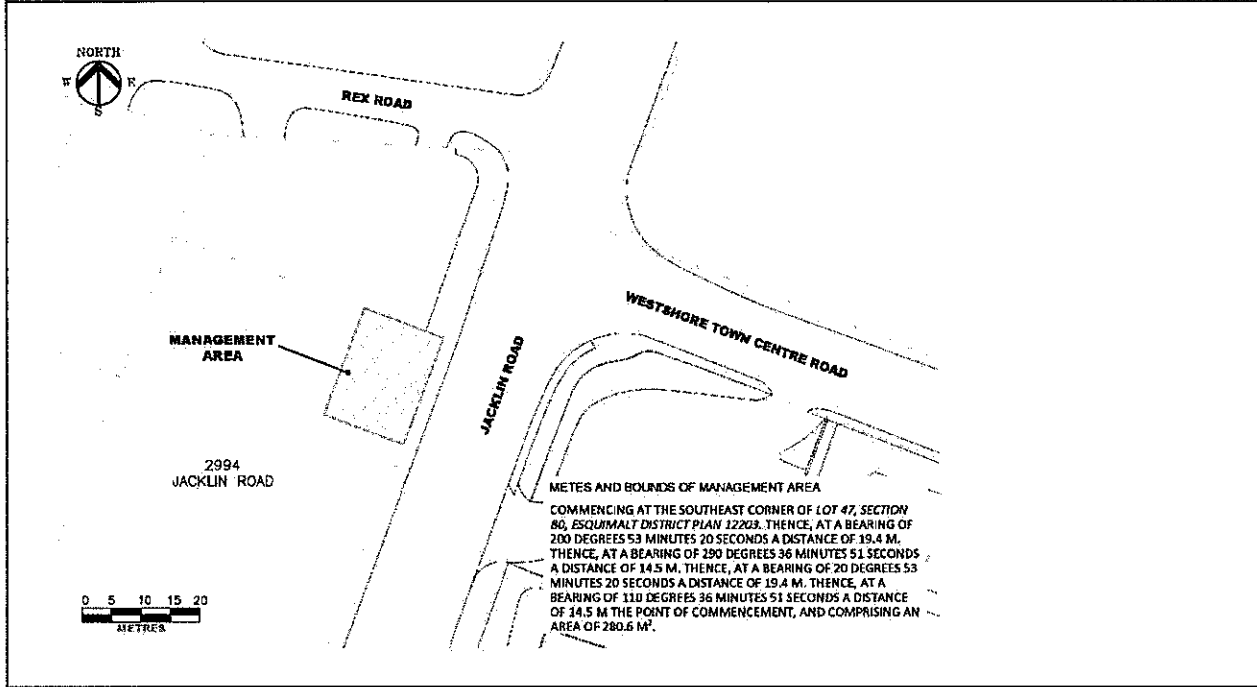 NORTH
W E
S
REX ROAD
WESTSHORE TOWN CENTRE ROAD
MANAGEMENT
AREA
JACKLIN ROAD
2994
JACKLIN ROAD
METES AND BOUNDS OF MANAGEMENT AREA
COMMENCING AT THE SOUTHEAST CORNER OF LOT 47, SECTION
80, ESQUIMALT DISTRICT PLAN 12203. THENCE, AT A BEARING OF
200 DEGREES 53 MINUTES 20 SECONDS A DISTANCE OF 19.4 M.
THENCE, AT A BEARING OF 290 DEGREES 36 MINUTES 51 SECONDS
A DISTANCE OF 14.5 M. THENCE, AT A BEARING OF 20 DEGREES 53
MINUTES 20 SECONDS A DISTANCE OF 19.4 M. THENCE, AT A
BEARING OF 110 DEGREES 36 MINUTES 51 SECONDS A DISTANCE
OF 14.5 M THE POINT OF COMMENCEMENT, AND COMPRISING AN
AREA OF 280.6 M².
0 5 10 15 20
METRES